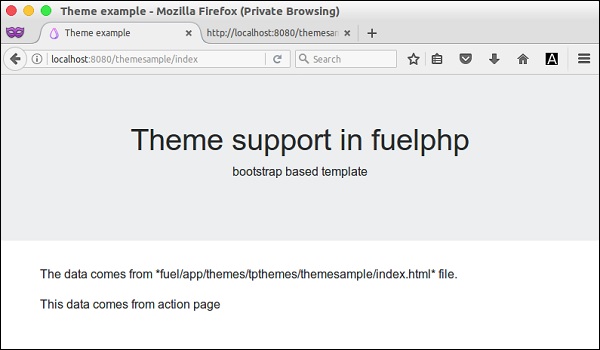 Theme example - Mozilla Firefox (Private Browsing)
Theme example
http://localhost:8080/themesan
localhost:8080/themesample/index
Search
A
Theme support in fuelphp
bootstrap based template
The data comes from *fuel/app/themes/tpthemes/themesample/index.html* file.
This data comes from action page